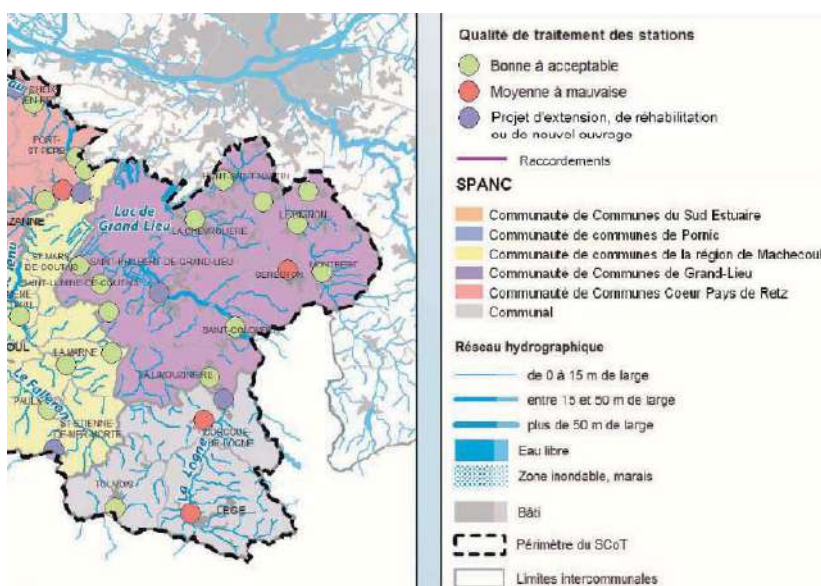 PORT-
ST-PERE
Lac de
Grand Lieu
LA CHEVROLIERE
LE BIGNON
ST-MARS
DE-COUTAIS
SAINT-PHILBERT-DE-GRAND-LIEU
GENESTON
MONTBERT
SAINT-LUMINE-DE-COUTAIS
SAINT-COLOMBAN
LA MARNE
LA LIMOUZINIERE
PAULX
Le Falleron
ST-ETIENNE
DE-MER-MORTE
CORCOUE-
SUR-LOGNE
La Logne
TOUVOIS
LEGE
Qualité de traitement des stations
Bonne à acceptable
Moyenne à mauvaise
Projet d'extension, de réhabilitation
ou de nouvel ouvrage
Raccordements
SPANC
Communauté de Communes du Sud Estuaire
Communauté de communes de Pornic
Communauté de communes de la région de Machecoul
Communauté de Communes de Grand-Lieu
Communauté de Communes Coeur Pays de Retz
Communal
Réseau hydrographique
de 0 à 15 m de large
entre 15 et 50 m de large
plus de 50 m de large
Eau libre
Zone inondable, marais
Bâti
Périmètre du SCoT
Limites intercommunales